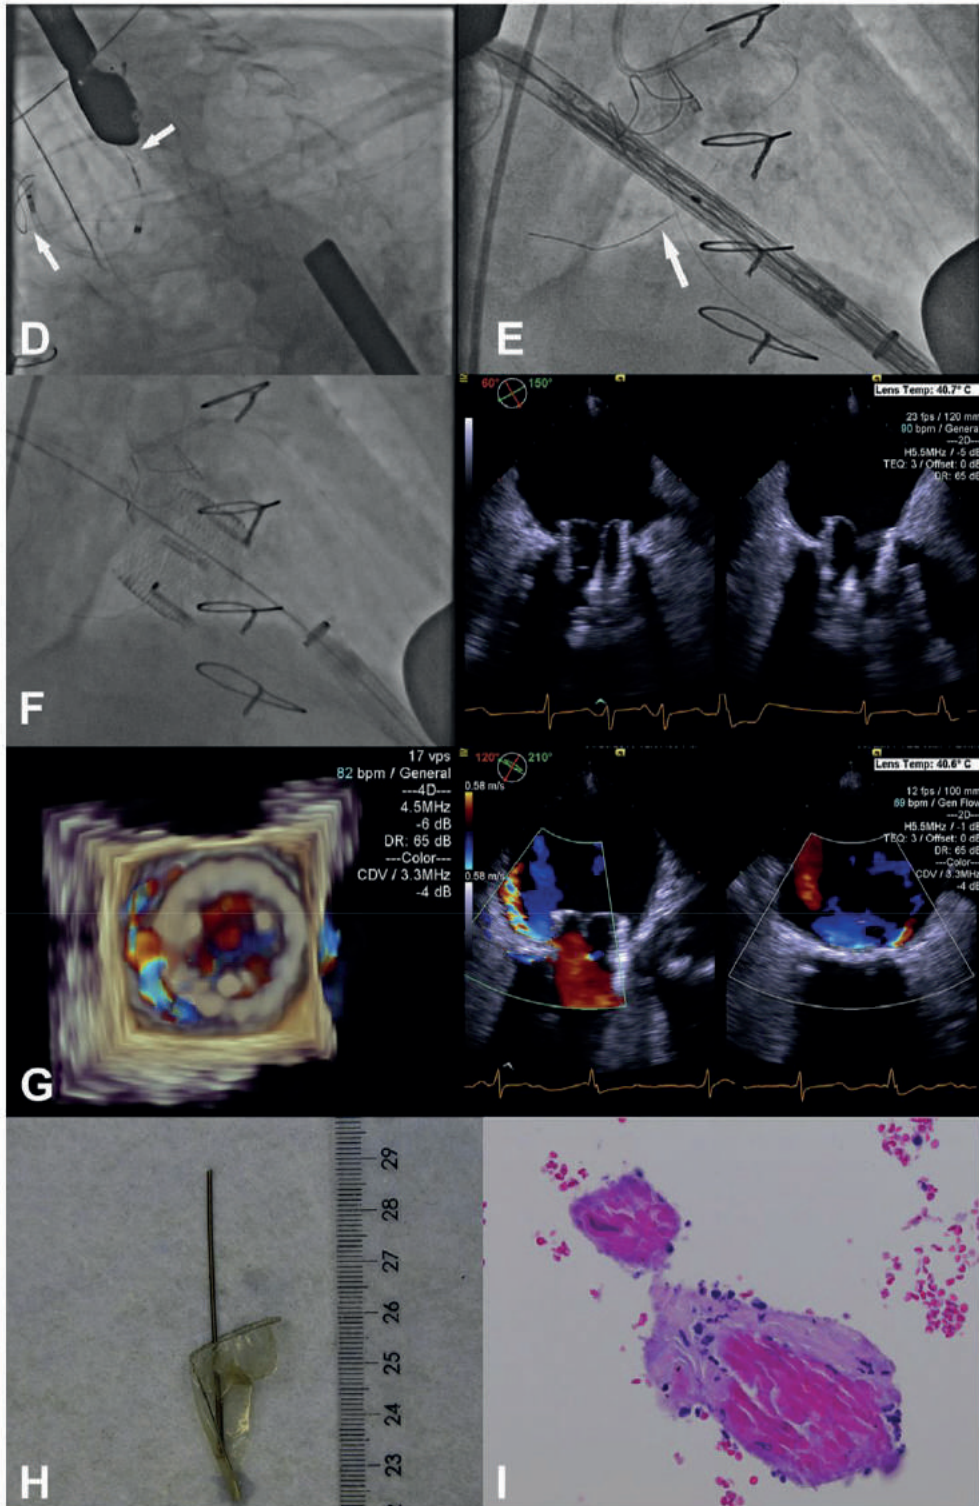 D
E
F
60° 150°
Lens Temp: 40.7° C
23 fps / 120 mm
90 bpm / General
---2D---
H5.5MHz / -5 dB
TEQ: 3 / Offset: 0 dB
DR: 65 dB
G
17 vps
82 bpm / General
---4D---
4.5MHz
-6 dB
DR: 65 dB
---Color---
CDV / 3.3MHz
-4 dB
120° 210°
0.58 m/s
0.58 m/s
Lens Temp: 40.6° C
12 fps / 100 mm
69 bpm / Gen Flow
---2D---
H5.5MHz / -1 dB
TEQ: 3 / Offset: 0 dB
DR: 65 dB
---Color---
CDV / 3.3MHz
-4 dB
H
29
28
27
26
25
24
23
I